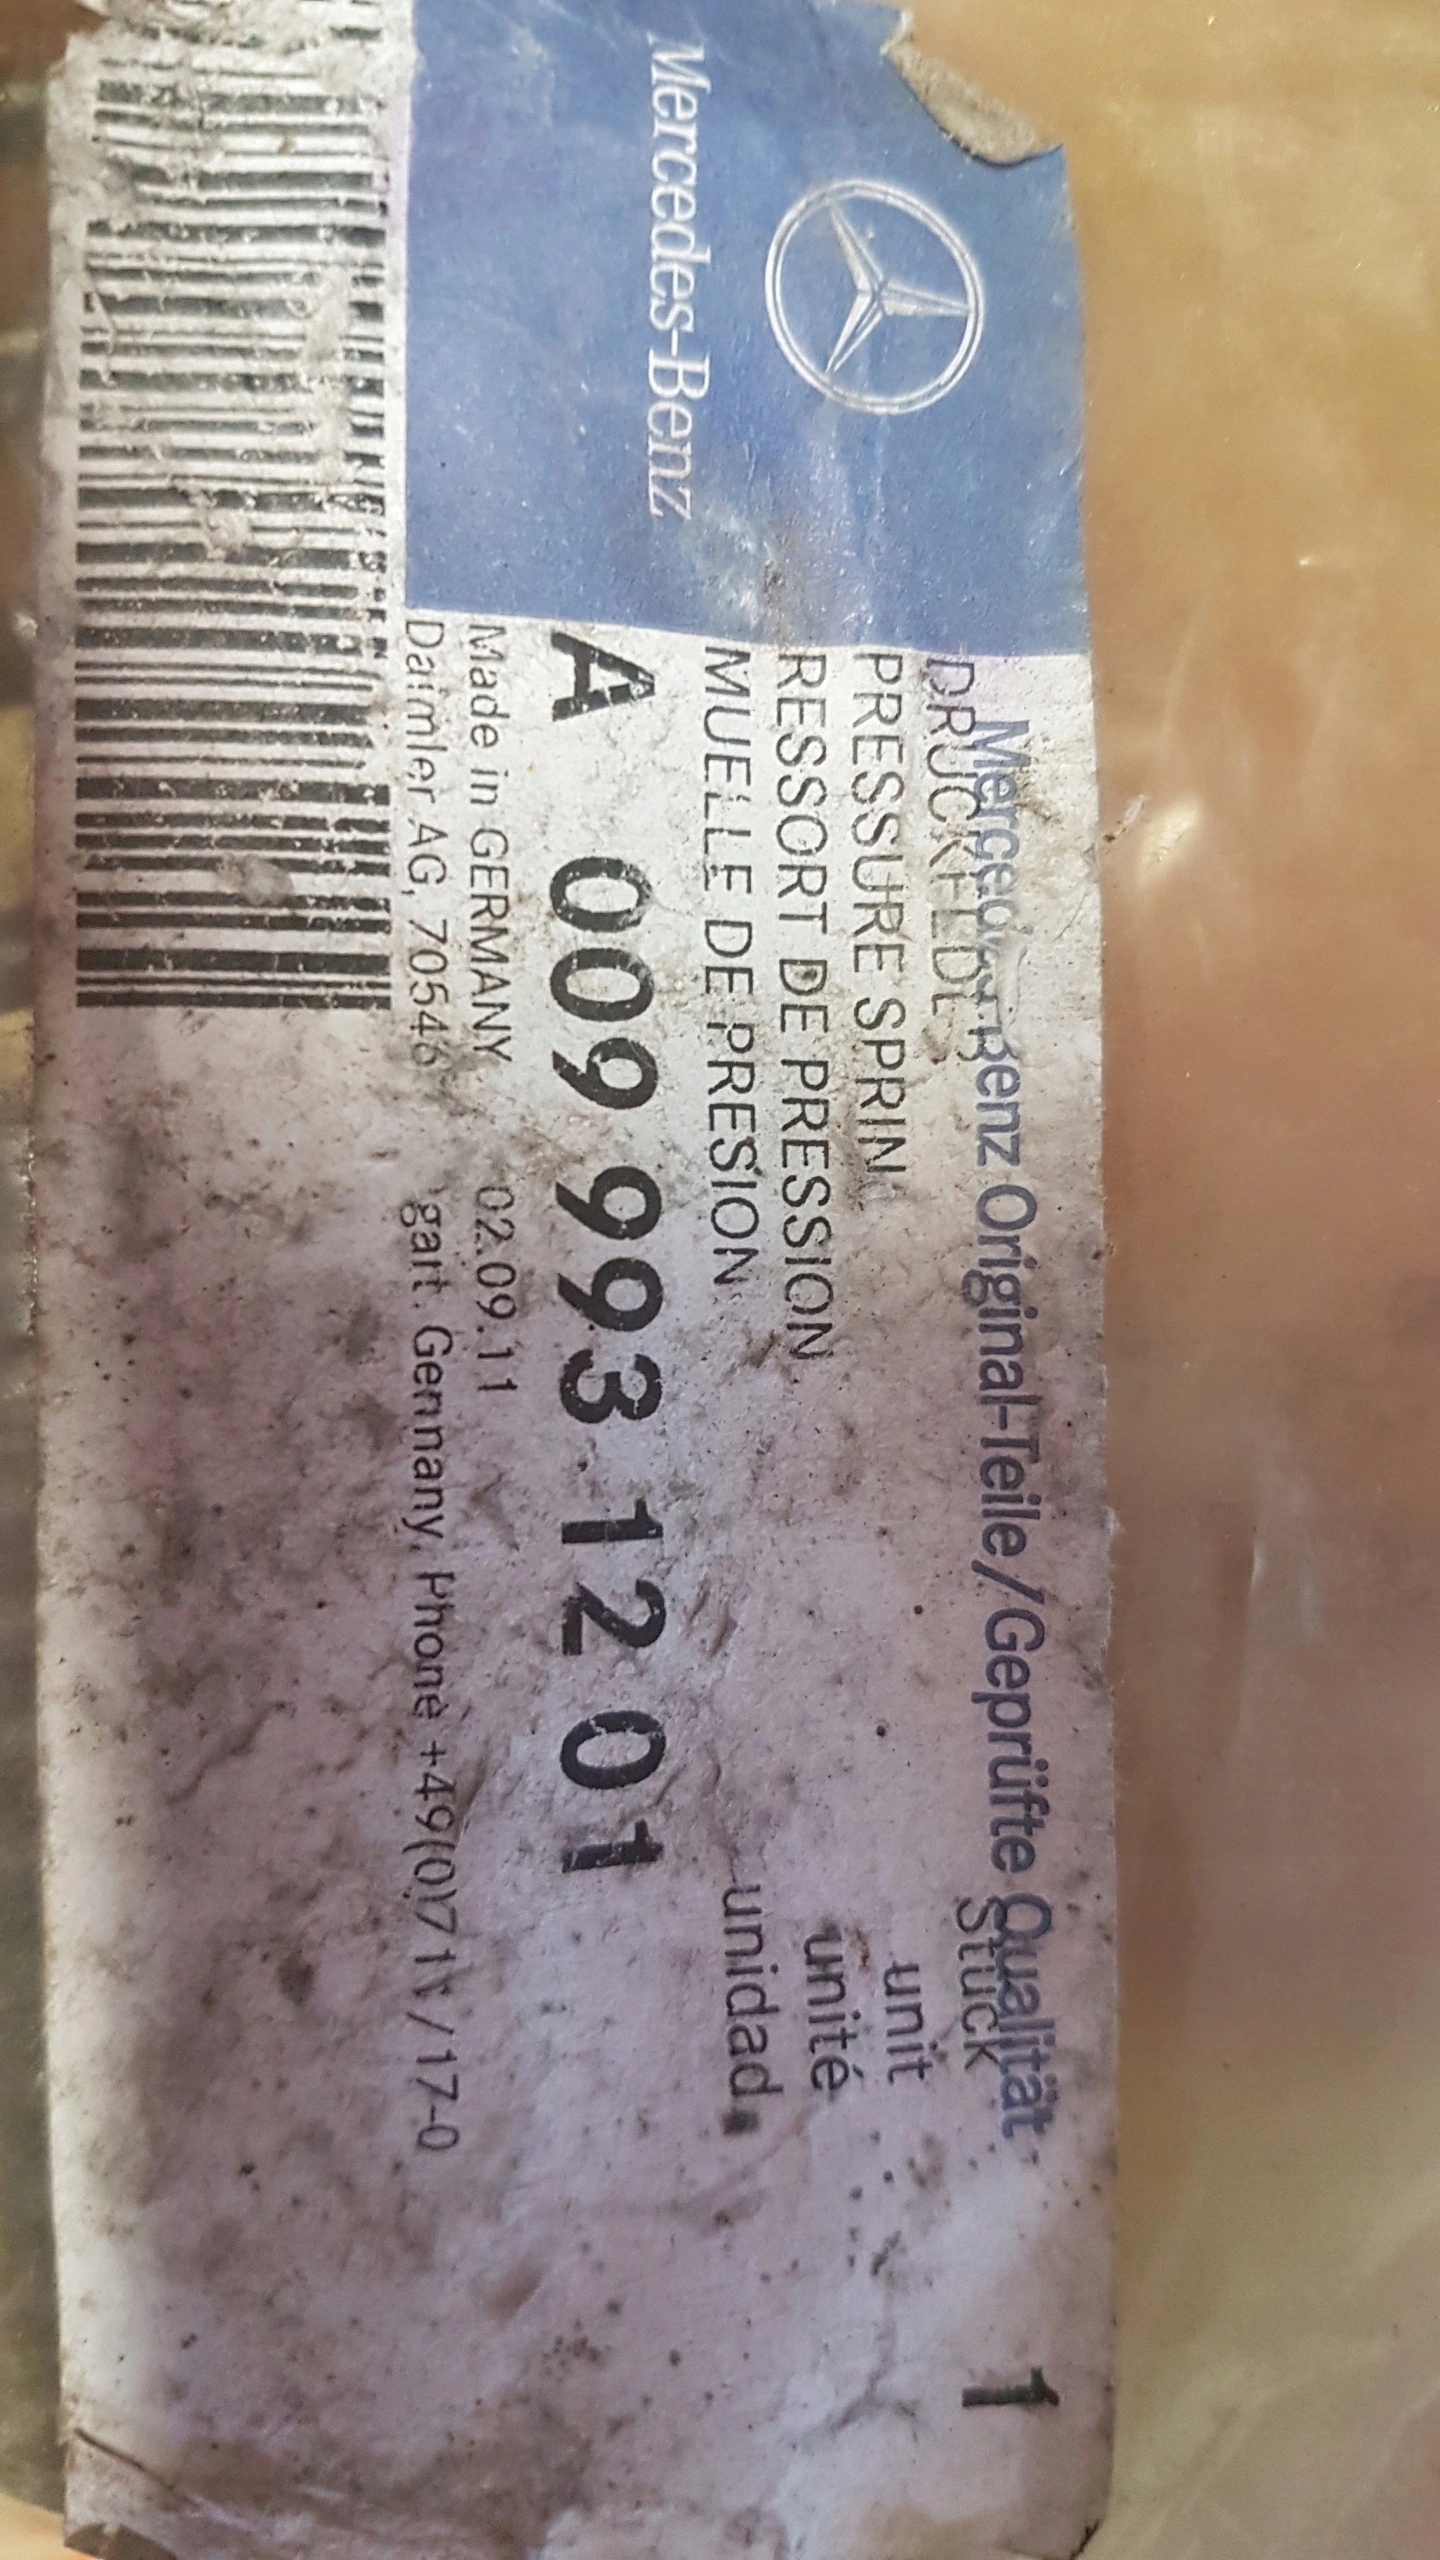 Mercedes-Benz
Mercedes-Benz Original-Teile/Geprüfte Qualität
DRUCKFEDE Stück 1
PRESSURE SPRIN unit
RESSORT DE PRESSION unité
MUELLE DE PRESION unidad
A 009 993 12 01
Made in GERMANY 02.09.11
Daimler AG, 70546 gart, Germany, Phone +49(0)711/17-0